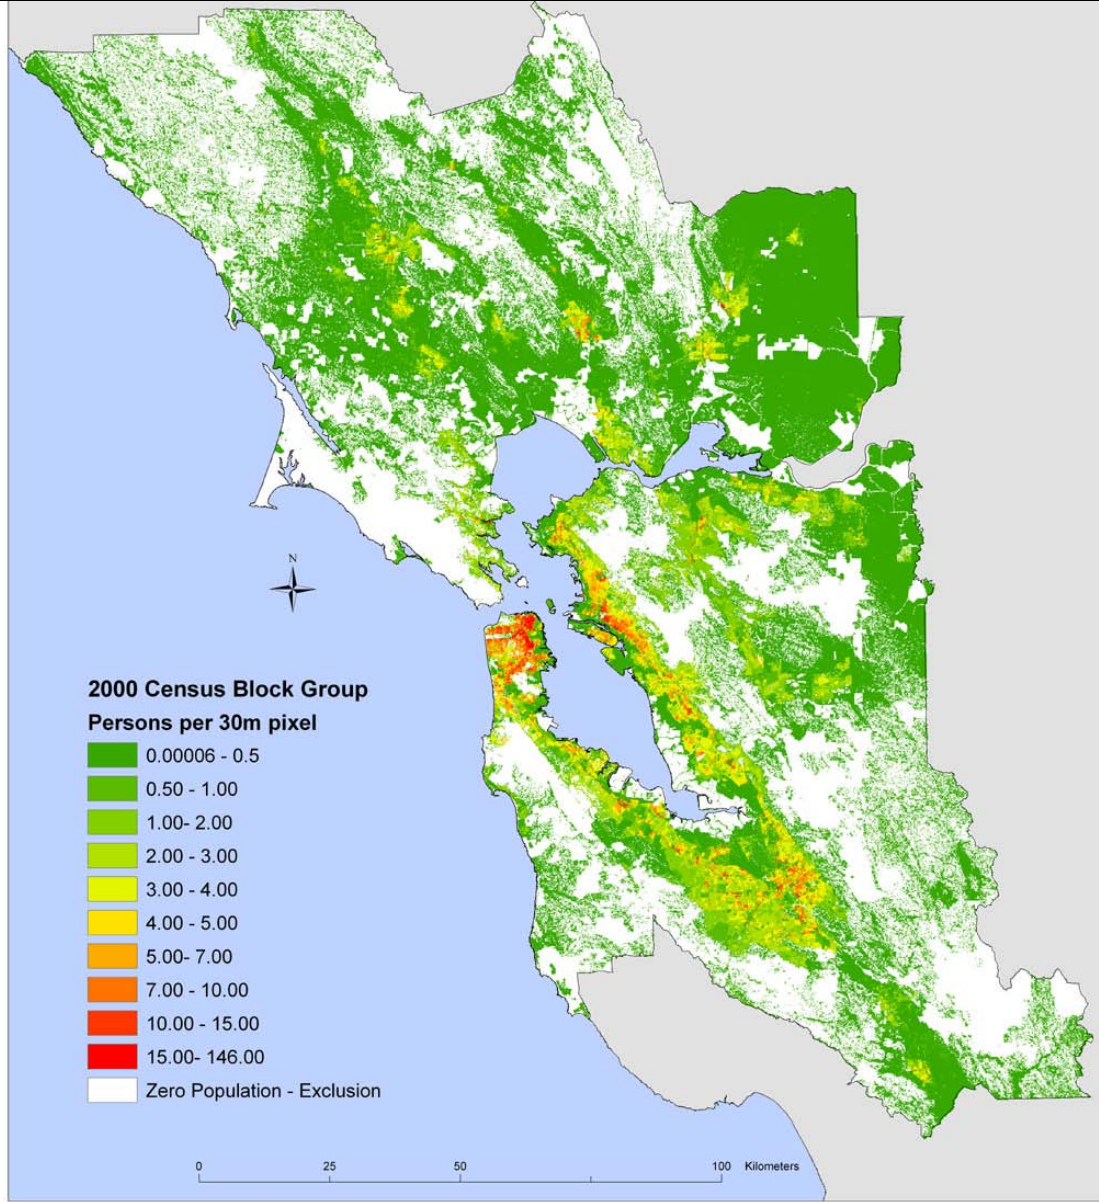 N
2000 Census Block Group
Persons per 30m pixel
0.00006 - 0.5
0.50 - 1.00
1.00- 2.00
2.00 - 3.00
3.00 - 4.00
4.00 - 5.00
5.00- 7.00
7.00 - 10.00
10.00 - 15.00
15.00- 146.00
Zero Population - Exclusion
0 25 50 100 Kilometers